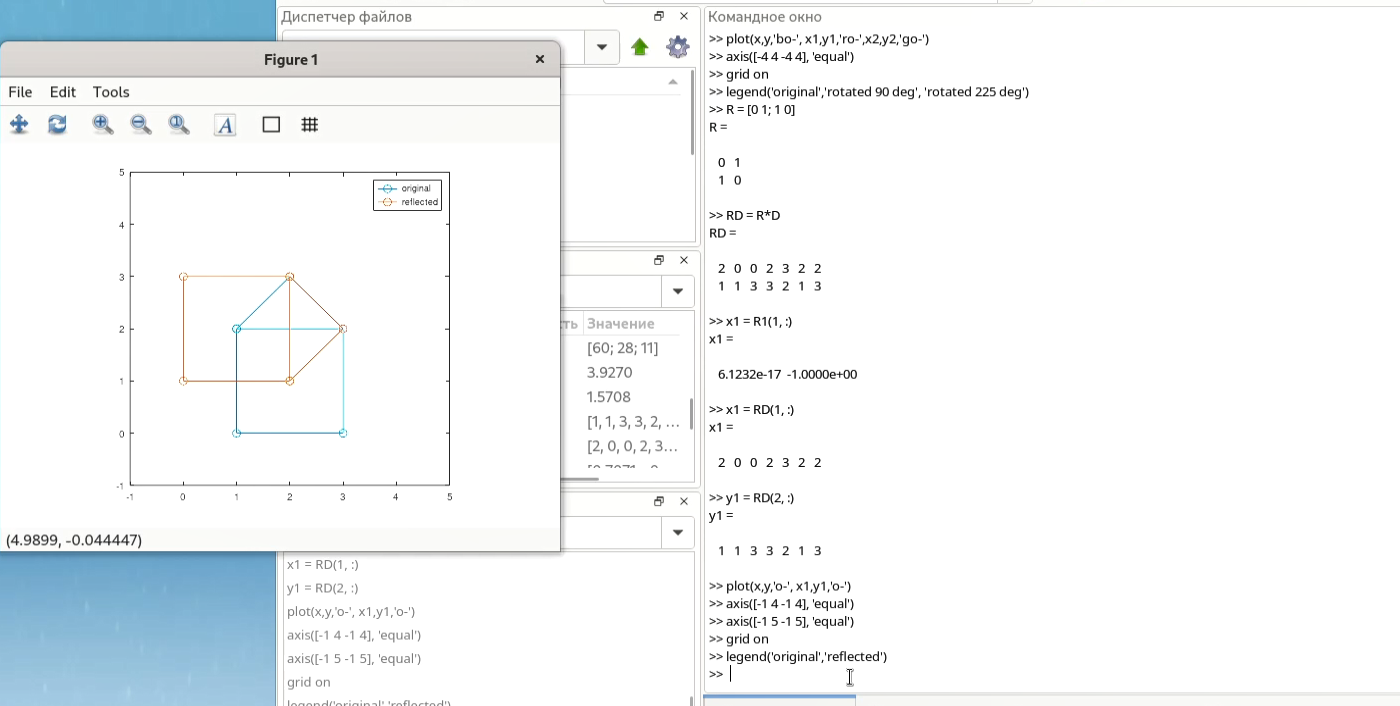 Диспетчер файлов
Figure 1
File Edit Tools
original
reflected
5
4
3
2
1
0
-1
-1 0 1 2 3 4 5
(4.9899, -0.044447)
Значение
[60; 28; 11]
3.9270
1.5708
[1, 1, 3, 3, 2, ...
[2, 0, 0, 2, 3...
x1 = RD(1, :)
y1 = RD(2, :)
plot(x,y,'o-', x1,y1,'o-')
axis([-1 4 -1 4], 'equal')
axis([-1 5 -1 5], 'equal')
grid on
legend('original','reflected')
Командное окно
>> plot(x,y,'bo-', x1,y1,'ro-',x2,y2,'go-')
>> axis([-4 4 -4 4], 'equal')
>> grid on
>> legend('original','rotated 90 deg', 'rotated 225 deg')
>> R = [0 1; 1 0]
R =
0 1
1 0
>> RD = R*D
RD =
2 0 0 2 3 2 2
1 1 3 3 2 1 3
>> x1 = R1(1, :)
x1 =
6.1232e-17 -1.0000e+00
>> x1 = RD(1, :)
x1 =
2 0 0 2 3 2 2
>> y1 = RD(2, :)
y1 =
1 1 3 3 2 1 3
>> plot(x,y,'o-', x1,y1,'o-')
>> axis([-1 4 -1 4], 'equal')
>> axis([-1 5 -1 5], 'equal')
>> grid on
>> legend('original','reflected')
>>